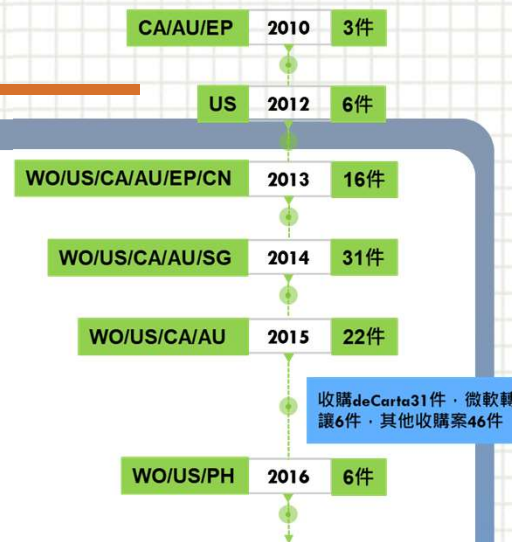 CA/AU/EP 2010 3件
US 2012 6件
WO/US/CA/AU/EP/CN 2013 16件
WO/US/CA/AU/SG 2014 31件
WO/US/CA/AU 2015 22件
收購deCarta31件，微軟轉
讓6件，其他收購案46件
WO/US/PH 2016 6件